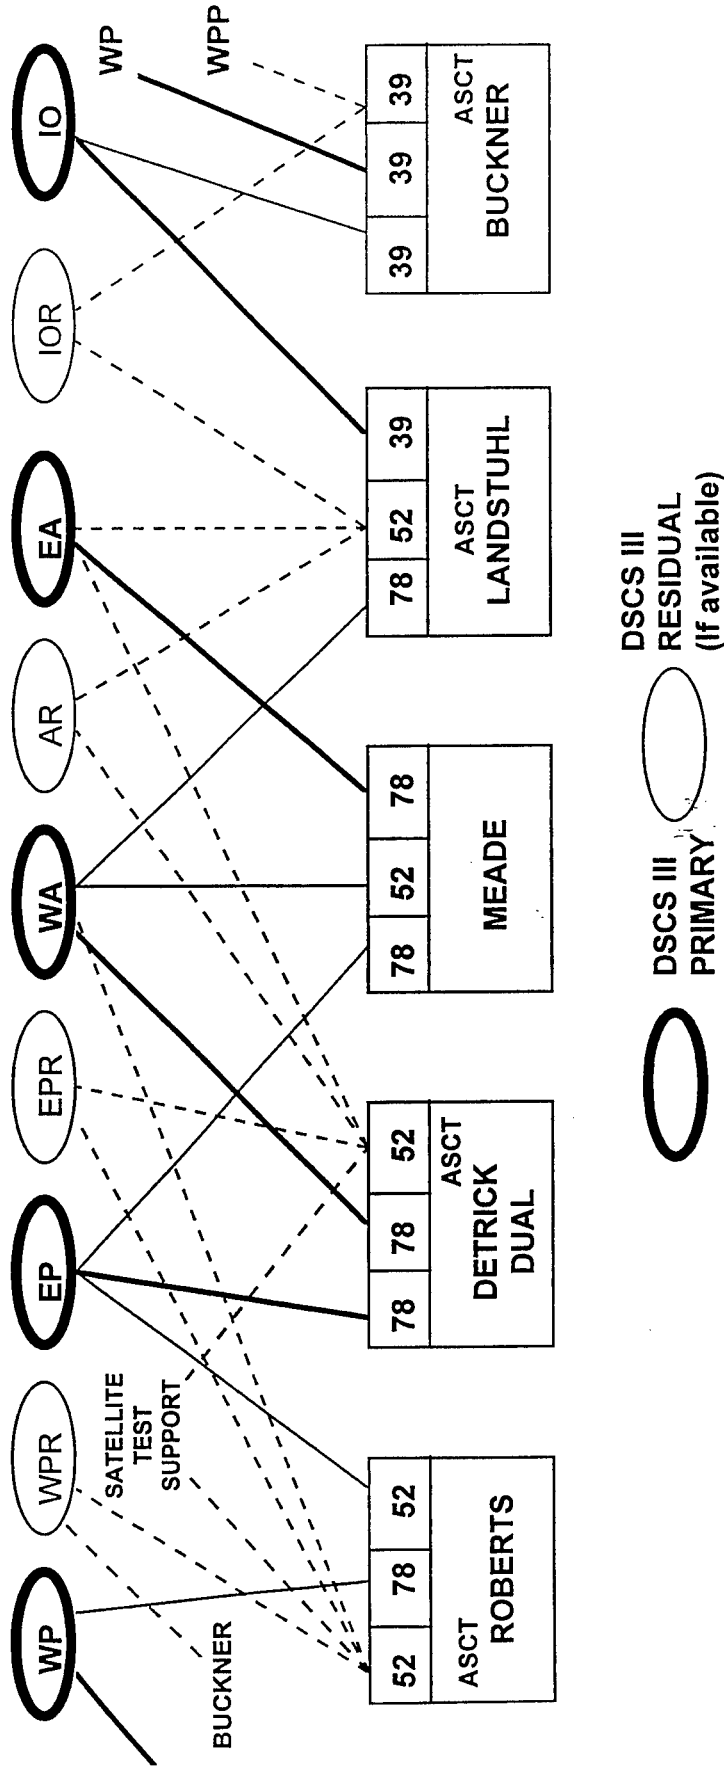 WP
WPR
EP
EPR
WA
AR
EA
IOR
IO
WP
WPP
BUCKNER
SATELLITE
TEST
SUPPORT
52
78
52
ASCT
ROBERTS
78
78
52
ASCT
DETRICK
DUAL
78
52
78
MEADE
78
52
39
ASCT
LANDSTUHL
39
39
39
ASCT
BUCKNER
DSCS III
PRIMARY
DSCS III
RESIDUAL
(If available)